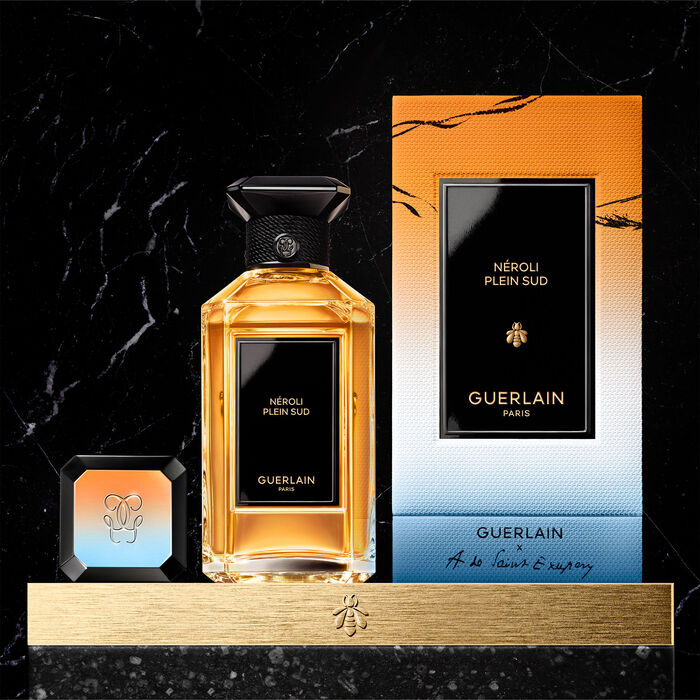 NÉROLI
PLEIN SUD
GUERLAIN
PARIS
NÉROLI
PLEIN SUD
GUERLAIN
PARIS
GUERLAIN
x
A de Saint Exupéry